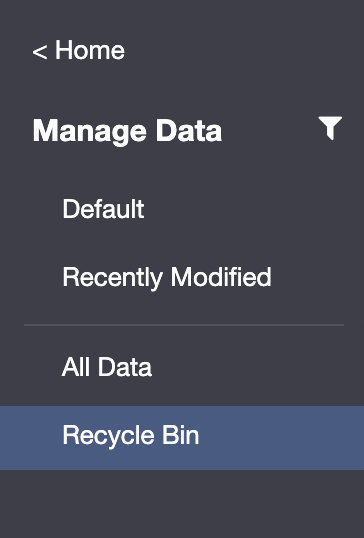 < Home
Manage Data
Default
Recently Modified
All Data
Recycle Bin